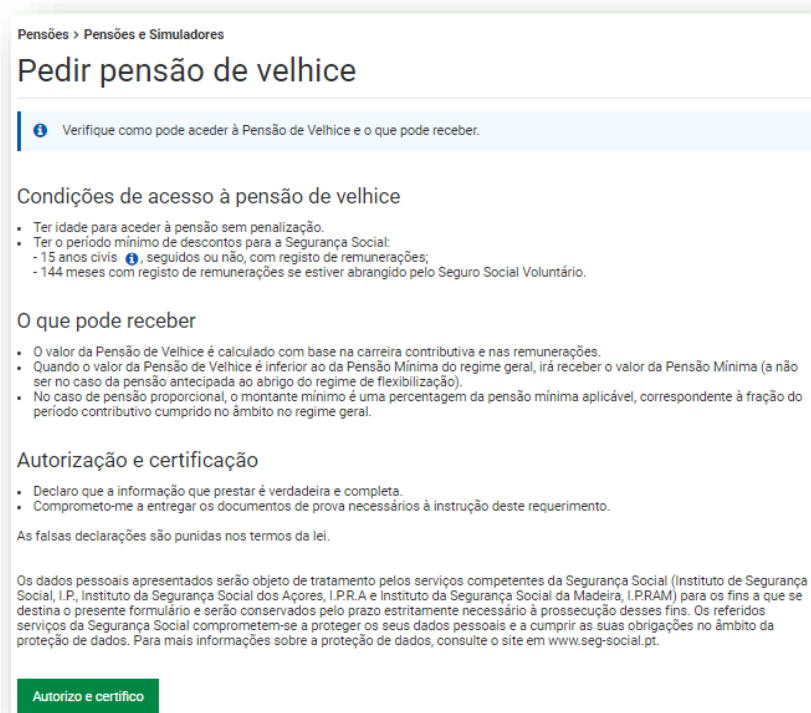 Pensões > Pensões e Simuladores
Pedir pensão de velhice
Verifique como pode aceder à Pensão de Velhice e o que pode receber.
Condições de acesso à pensão de velhice
• Ter idade para aceder à pensão sem penalização.
• Ter o período mínimo de descontos para a Segurança Social:
- 15 anos civis , seguidos ou não, com registo de remunerações;
- 144 meses com registo de remunerações se estiver abrangido pelo Seguro Social Voluntário.
O que pode receber
• O valor da Pensão de Velhice é calculado com base na carreira contributiva e nas remunerações.
• Quando o valor da Pensão de Velhice é inferior ao da Pensão Mínima do regime geral, irá receber o valor da Pensão Mínima (a não
ser no caso da pensão antecipada ao abrigo do regime de flexibilização).
• No caso de pensão proporcional, o montante mínimo é uma percentagem da pensão mínima aplicável, correspondente à fração do
período contributivo cumprido no âmbito no regime geral.
Autorização e certificação
• Declaro que a informação que prestar é verdadeira e completa.
• Comprometo-me a entregar os documentos de prova necessários à instrução deste requerimento.
As falsas declarações são punidas nos termos da lei.
Os dados pessoais apresentados serão objeto de tratamento pelos serviços competentes da Segurança Social (Instituto de Segurança
Social, I.P., Instituto da Segurança Social dos Açores, I.P.R.A e Instituto da Segurança Social da Madeira, I.P.RAM) para os fins a que se
destina o presente formulário e serão conservados pelo prazo estritamente necessário à prossecução desses fins. Os referidos
serviços da Segurança Social comprometem-se a proteger os seus dados pessoais e a cumprir as suas obrigações no âmbito da
proteção de dados. Para mais informações sobre a proteção de dados, consulte o site em www.seg-social.pt.
Autorizo e certifico